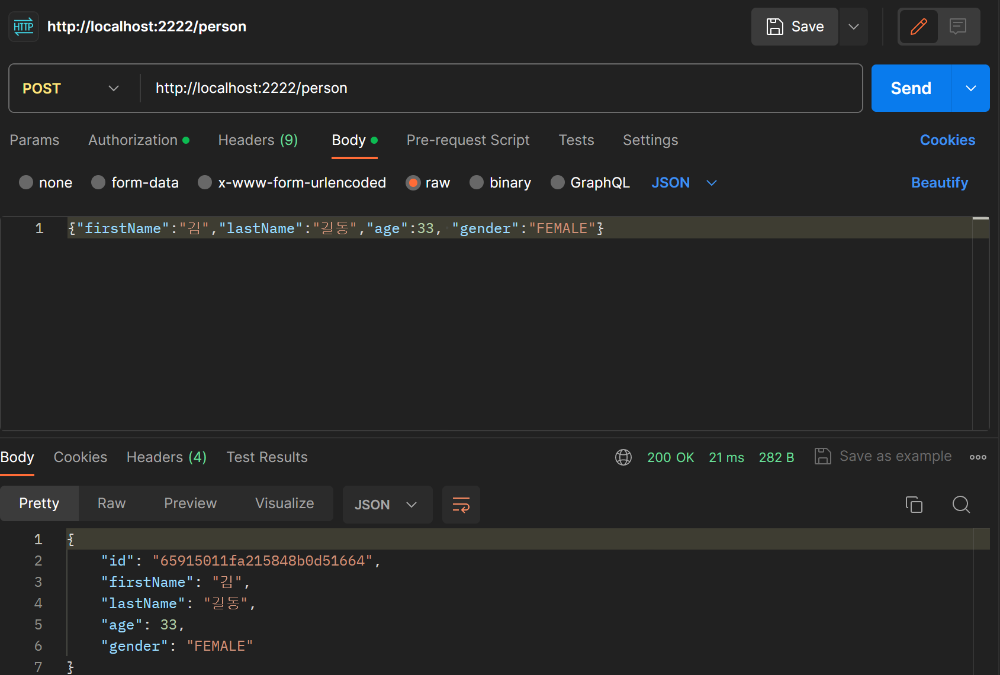 HTTP http://localhost:2222/person Save
POST http://localhost:2222/person Send
Params Authorization Headers (9) Body Pre-request Script Tests Settings Cookies
none form-data x-www-form-urlencoded raw binary GraphQL JSON Beautify
1 {"firstName":"김","lastName":"길동","age":33, "gender":"FEMALE"}
Body Cookies Headers (4) Test Results 200 OK 21 ms 282 B Save as example
Pretty Raw Preview Visualize JSON
1 {
2 "id": "65915011fa215848b0d51664",
3 "firstName": "김",
4 "lastName": "길동",
5 "age": 33,
6 "gender": "FEMALE"
7 }